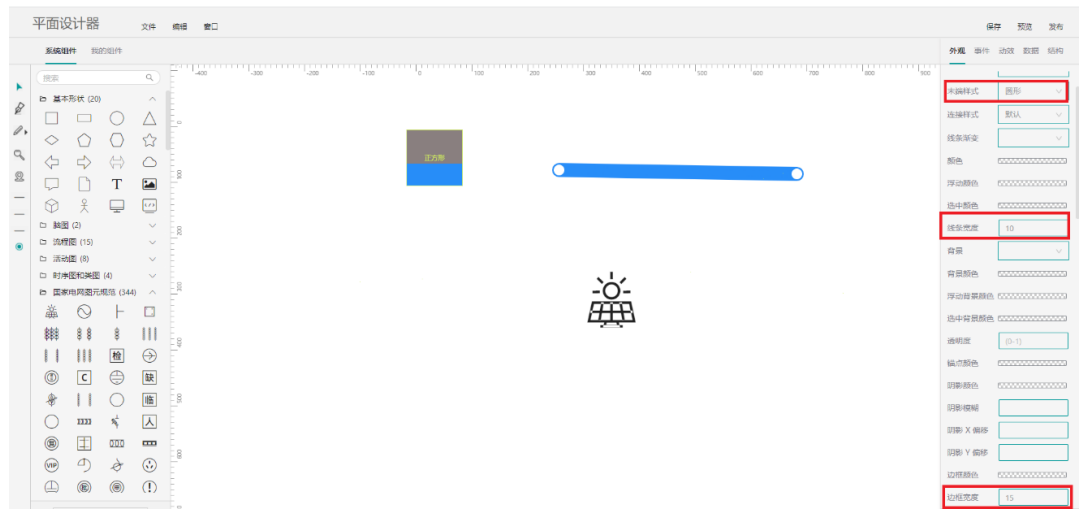 平面设计器 文件 编辑 窗口 保存 预览 发布
系统组件 我的组件 外观 事件 动效 数据 结构
搜索
-400 -300 -200 -100 0 100 200 300 400 500 600 700 800 900
基本形状 (20)
T
脑图 (2)
流程图 (15)
活动图 (8)
时序图和类图 (4)
国家电网图元规范 (344)
检
C
缺
临
人
VIP
0
100
200
300
400
500
600
正方形
末端样式 圆形
连接样式 默认
线条渐变
颜色
浮动颜色
选中颜色
线条宽度 10
背景
背景颜色
浮动背景颜色
选中背景颜色
透明度 (0-1)
锚点颜色
阴影颜色
阴影模糊
阴影 X 偏移
阴影 Y 偏移
边框颜色
边框宽度 15